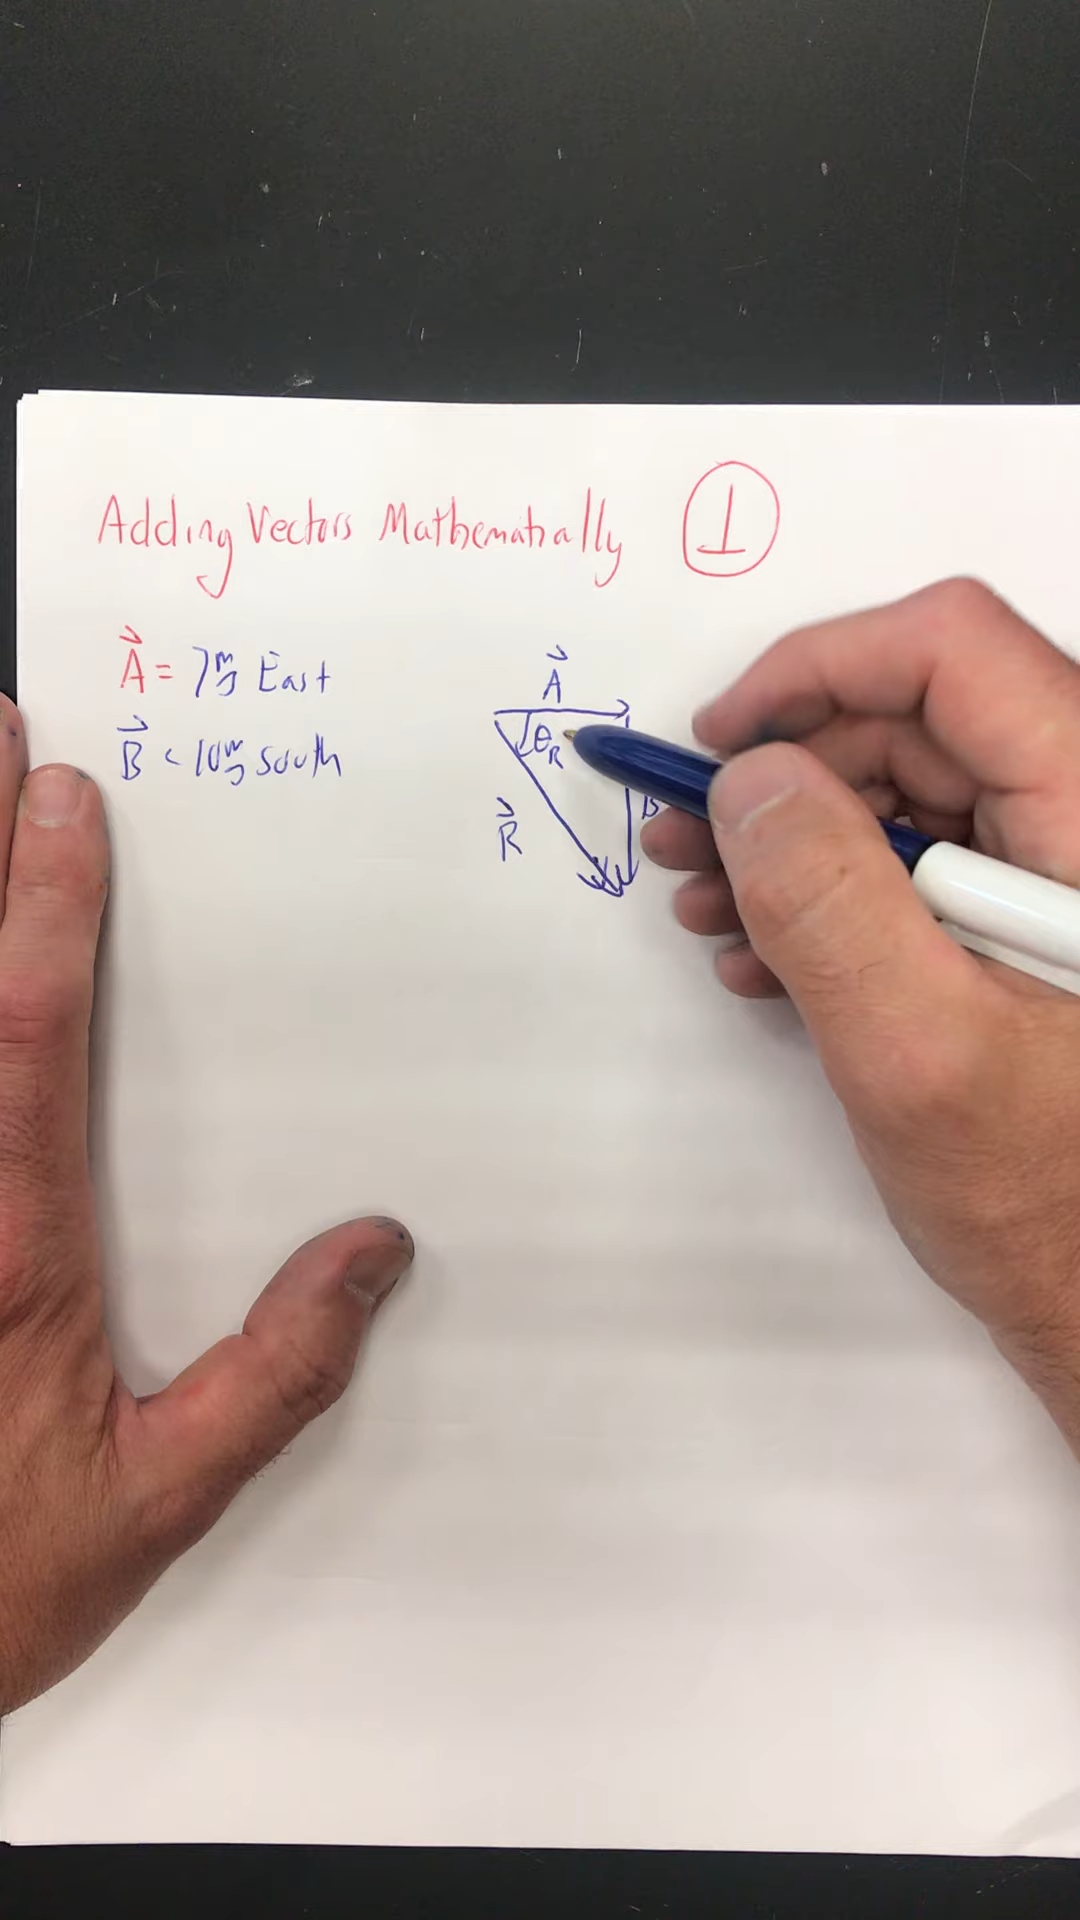 Adding Vectors Mathematically ⊥
A = 7 m/s East
B = 10 m/s South
A
θR
B
R